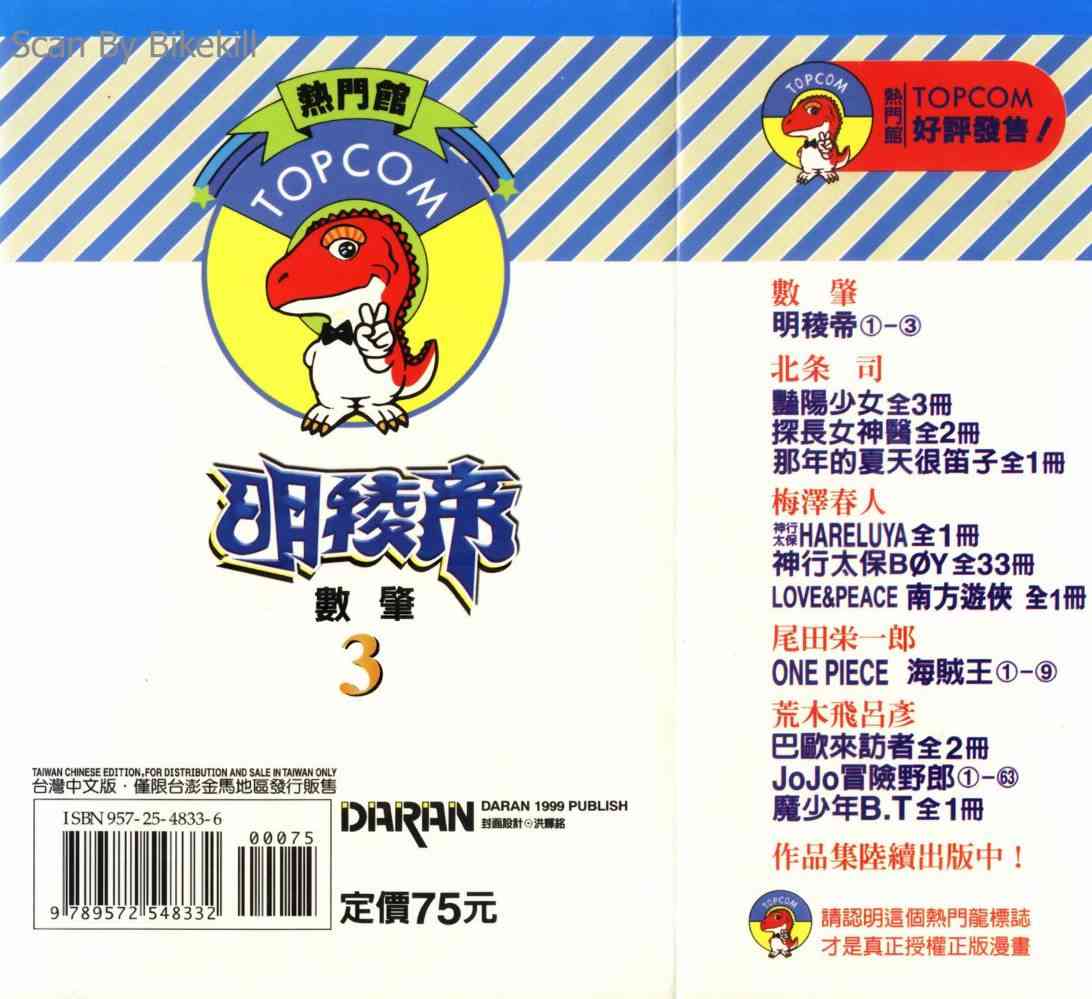 Scan By Bikekill
熱門館
TOPCOM
明稜帝
數 肇
3
TAIWAN CHINESE EDITION,FOR DISTRIBUTION AND SALE IN TAIWAN ONLY
台灣中文版·僅限台澎金馬地區發行販售
ISBN 957-25-4833-6
00075
9 789572 548332
DARAN
DARAN 1999 PUBLISH
封面設計⊙洪輝銘
定價75元
TOPCOM
熱門館
TOPCOM
好評發售！
數 肇
明稜帝①-③
北条 司
豔陽少女全3冊
探長女神醫全2冊
那年的夏天很笛子全1冊
梅澤春人
神行太保HARELUYA全1冊
神行太保BØY全33冊
LOVE&PEACE 南方遊俠 全1冊
尾田栄一郎
ONE PIECE 海賊王①-⑨
荒木飛呂彥
巴歐來訪者全2冊
JoJo冒險野郎①-63
魔少年B.T全1冊
作品集陸續出版中！
TOPCOM
請認明這個熱門龍標誌
才是真正授權正版漫畫